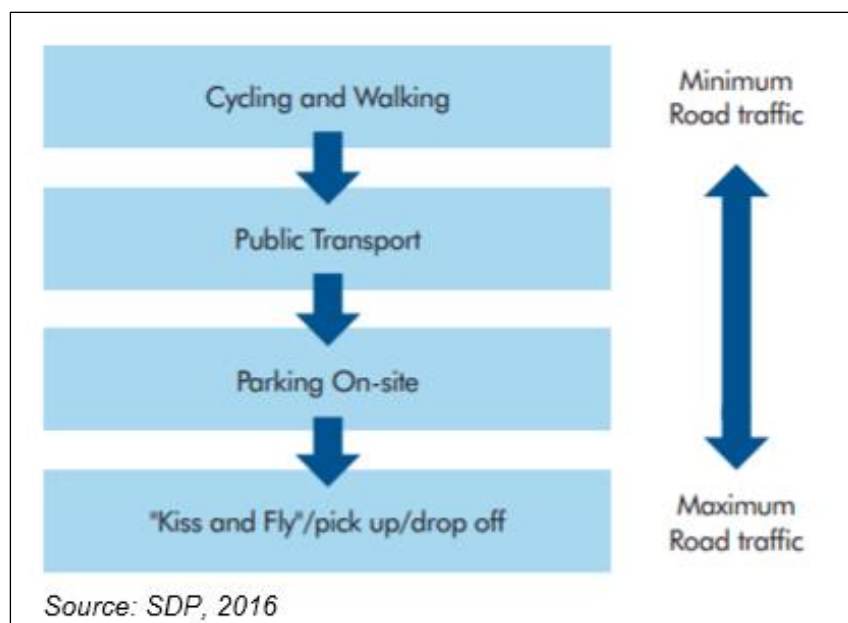 Cycling and Walking
Minimum
Road traffic
Public Transport
Parking On-site
"Kiss and Fly"/pick up/drop off
Maximum
Road traffic
Source: SDP, 2016